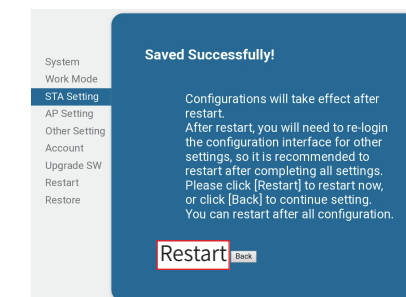 System
Work Mode
STA Setting
AP Setting
Other Setting
Account
Upgrade SW
Restart
Restore
Saved Successfully!
Configurations will take effect after
restart.
After restart, you will need to re-login
the configuration interface for other
settings, so it is recommended to
restart after completing all settings.
Please click [Restart] to restart now,
or click [Back] to continue setting.
You can restart after all configuration.
Restart Back